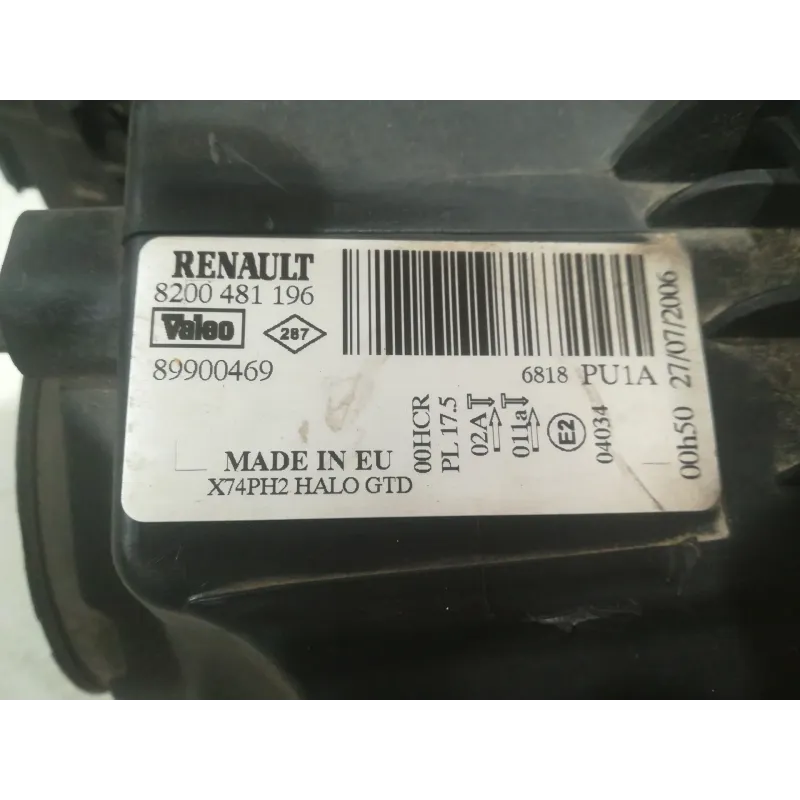 RENAULT
8200 481 196
Valeo 287
89900469
6818 PU1A
MADE IN EU
X74PH2 HALO GTD
00HCR
PL 17.5
02A
011a
E2
04034
00h50 27/07/2006